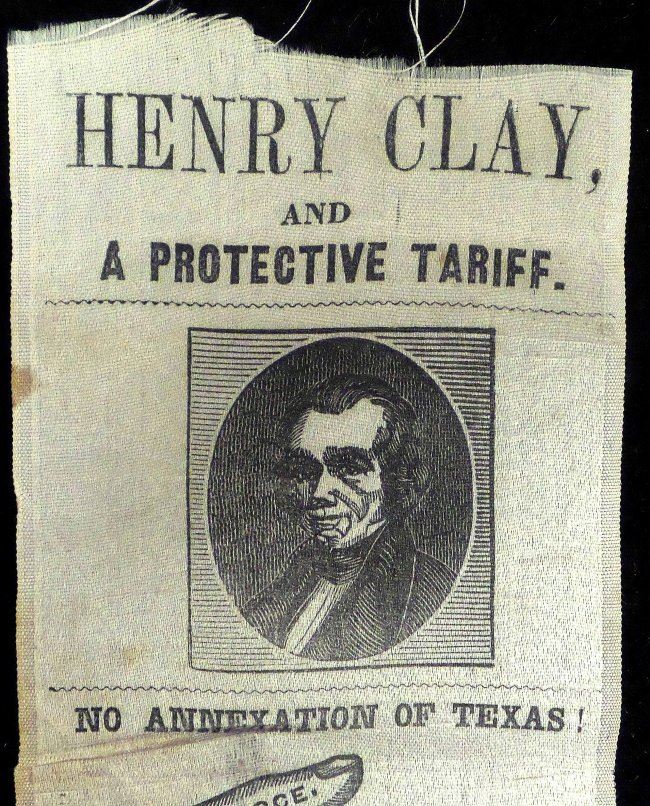 HENRY CLAY,
AND
A PROTECTIVE TARIFF.
NO ANNEXATION OF TEXAS!